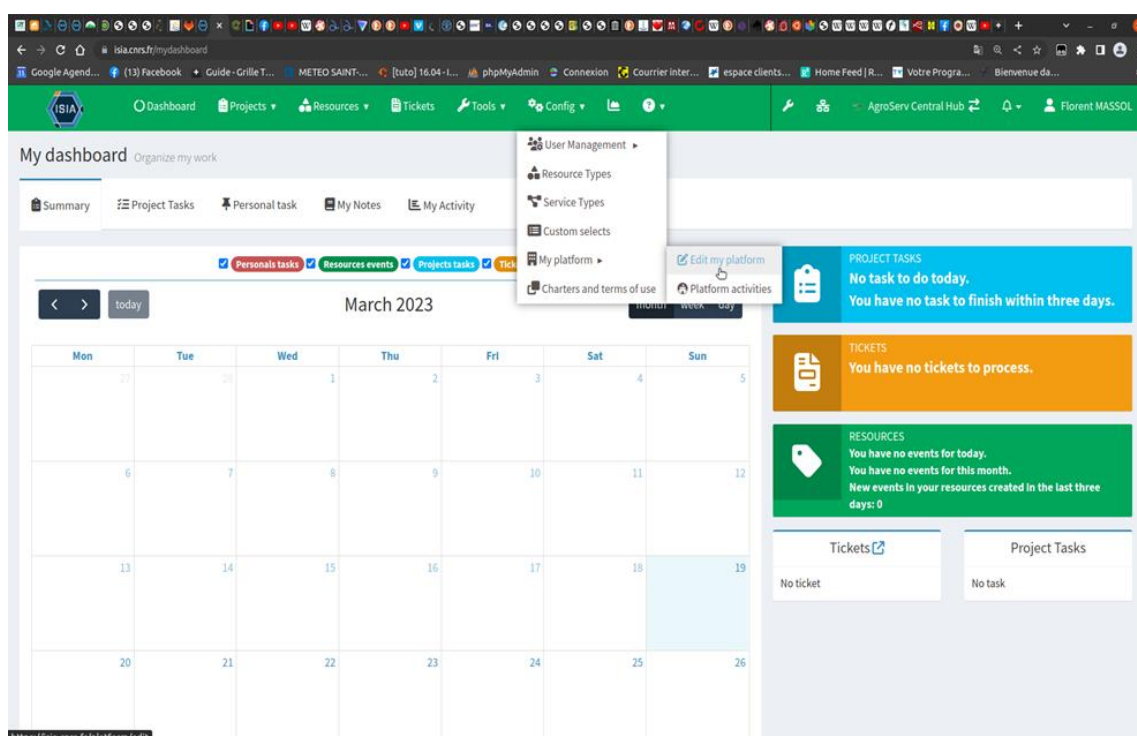 isia.cnrs.fr/mydashboard
Google Agend... (13) Facebook Guide - Grille T... METEO SAINT-... [tuto] 16.04 - I... phpMyAdmin Connexion Courrier inter... espace clients... Home Feed | R... Votre Progra... Bienvenue da...
ISIA Dashboard Projects Resources Tickets Tools Config AgroServ Central Hub Florent MASSOL
My dashboard Organize my work
User Management
Resource Types
Service Types
Custom selects
My platform
Charters and terms of use
Edit my platform
Platform activities
Summary Project Tasks Personal task My Notes My Activity
Personals tasks Resources events Projects tasks Tick
today March 2023 month week day
Mon Tue Wed Thu Fri Sat Sun
27 28 1 2 3 4 5
6 7 8 9 10 11 12
13 14 15 16 17 18 19
20 21 22 23 24 25 26
PROJECT TASKS
No task to do today.
You have no task to finish within three days.
TICKETS
You have no tickets to process.
RESOURCES
You have no events for today.
You have no events for this month.
New events in your resources created in the last three
days: 0
Tickets Project Tasks
No ticket No task